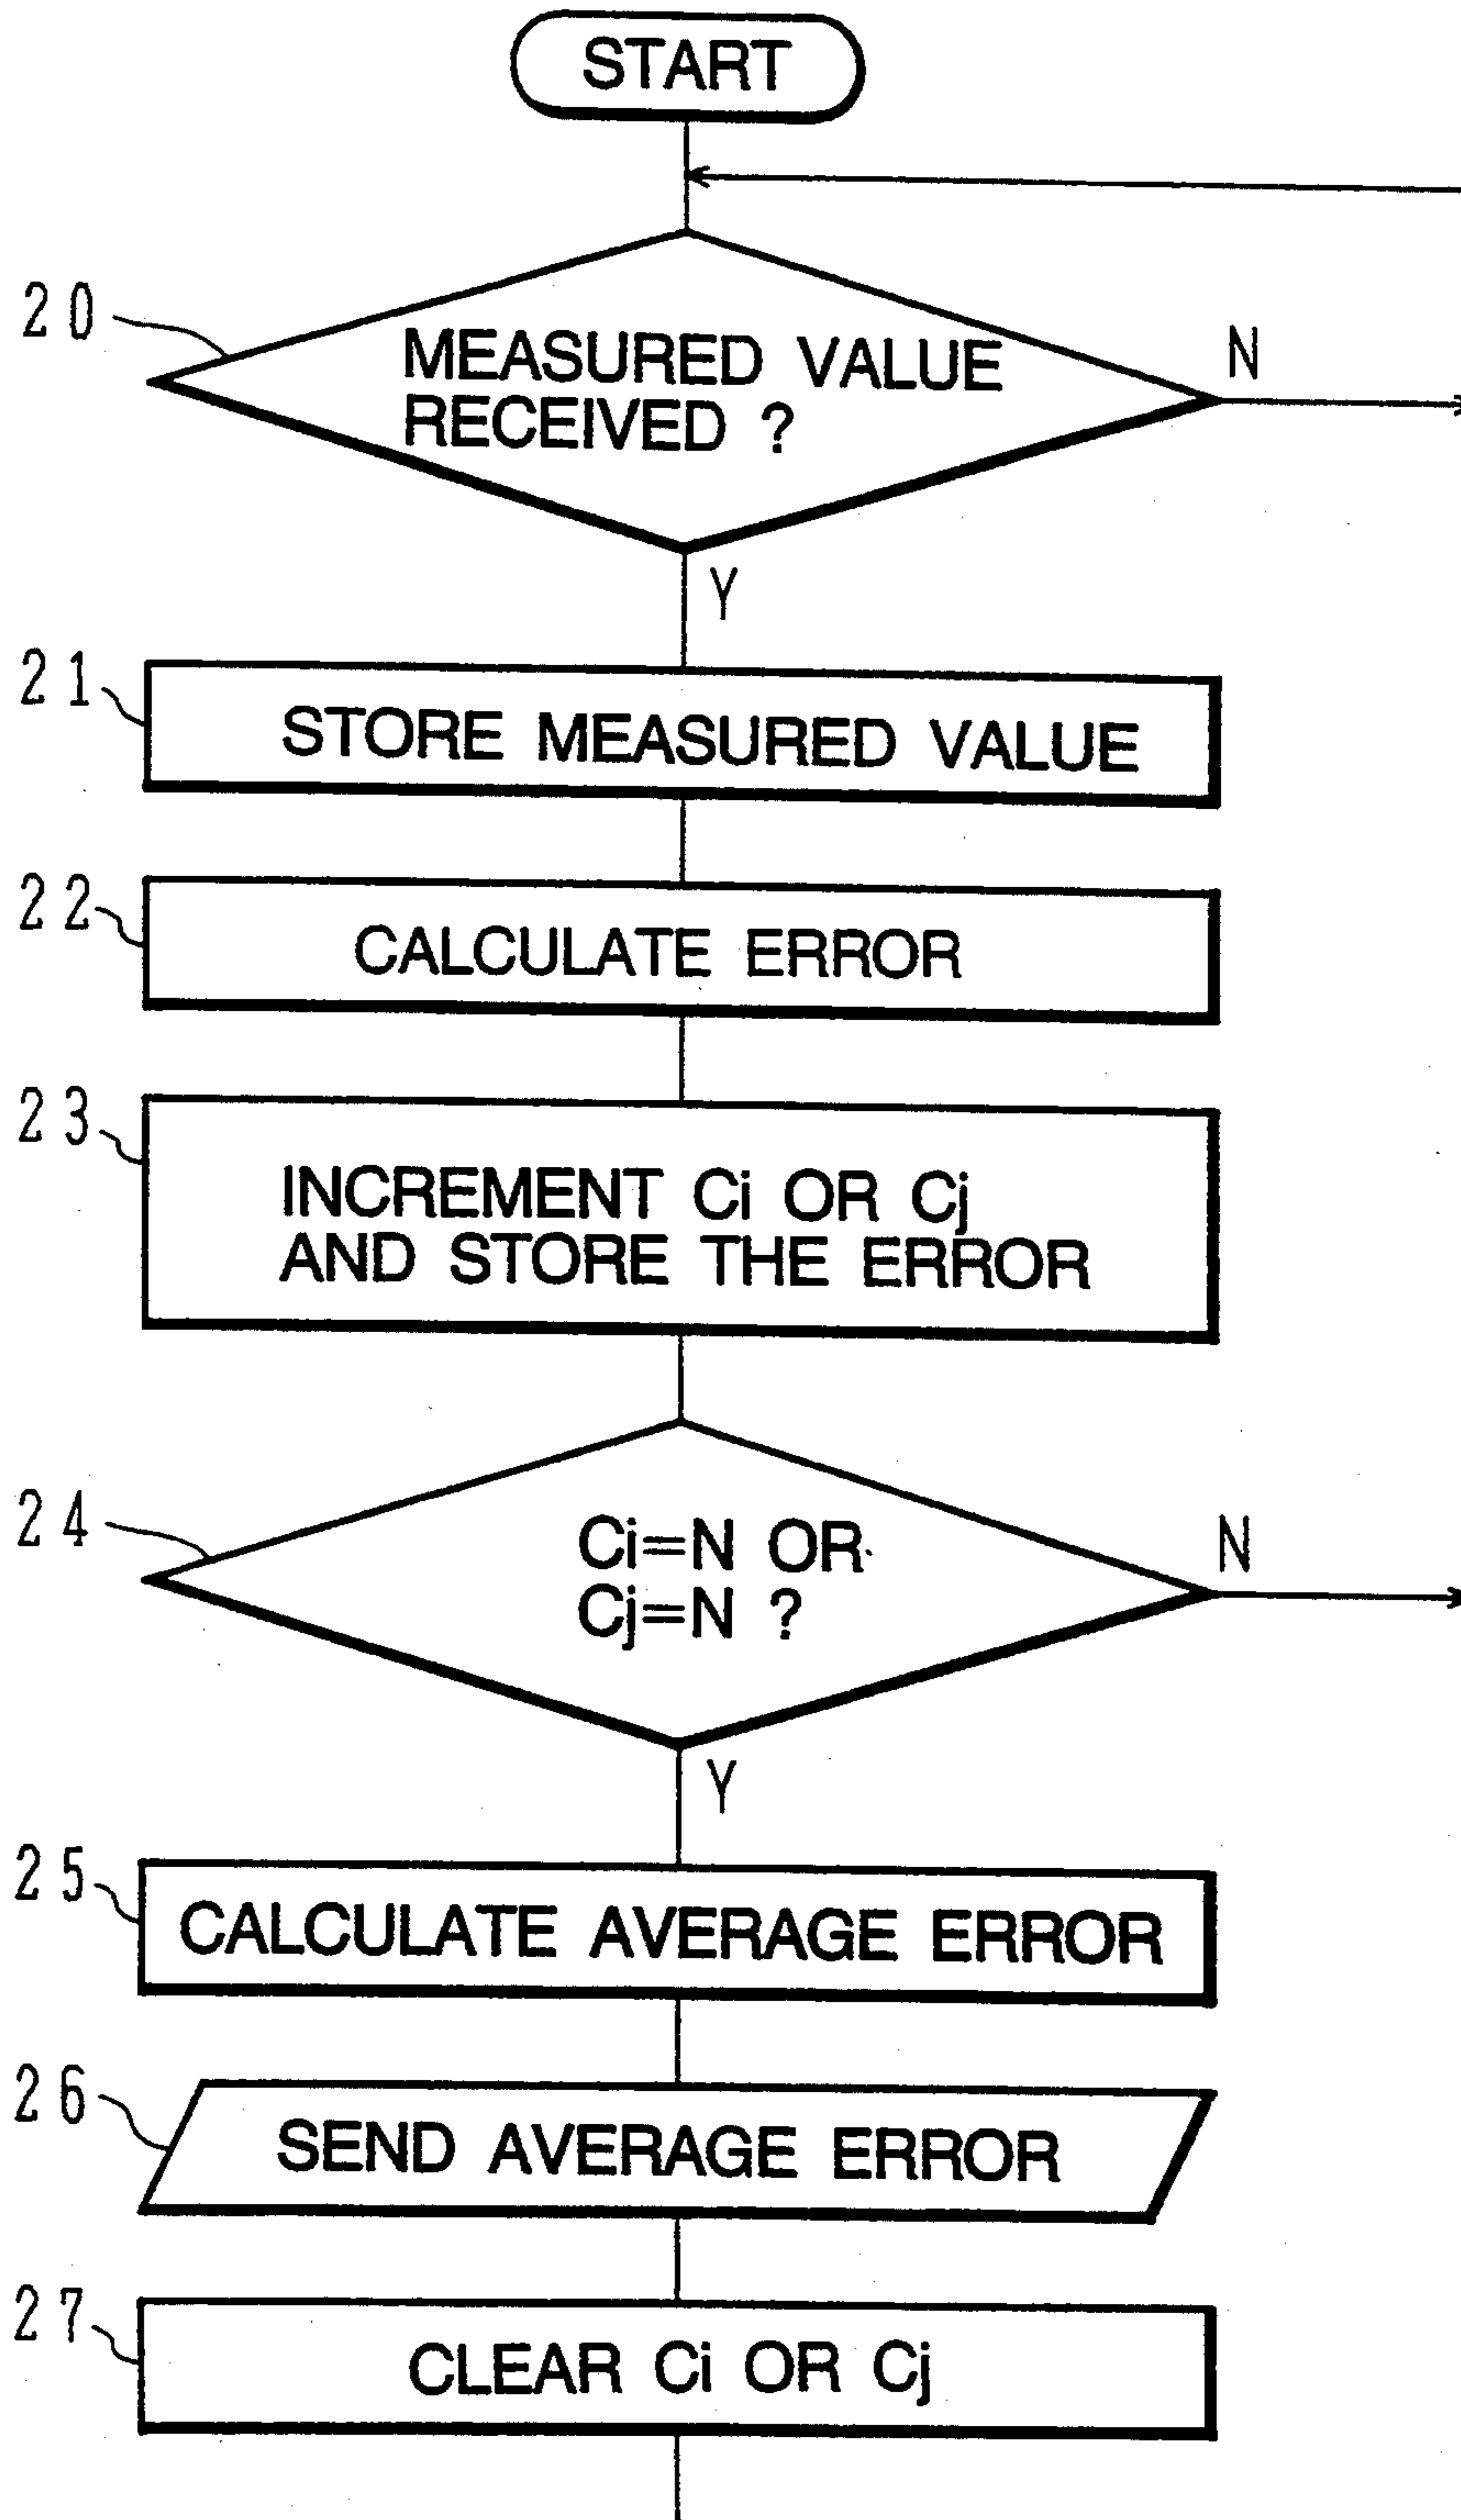 START
20
MEASURED VALUE
RECEIVED ?
N
Y
21
STORE MEASURED VALUE
22
CALCULATE ERROR
23
INCREMENT Ci OR Cj
AND STORE THE ERROR
24
Ci=N OR
Cj=N ?
N
Y
25
CALCULATE AVERAGE ERROR
26
SEND AVERAGE ERROR
27
CLEAR Ci OR Cj